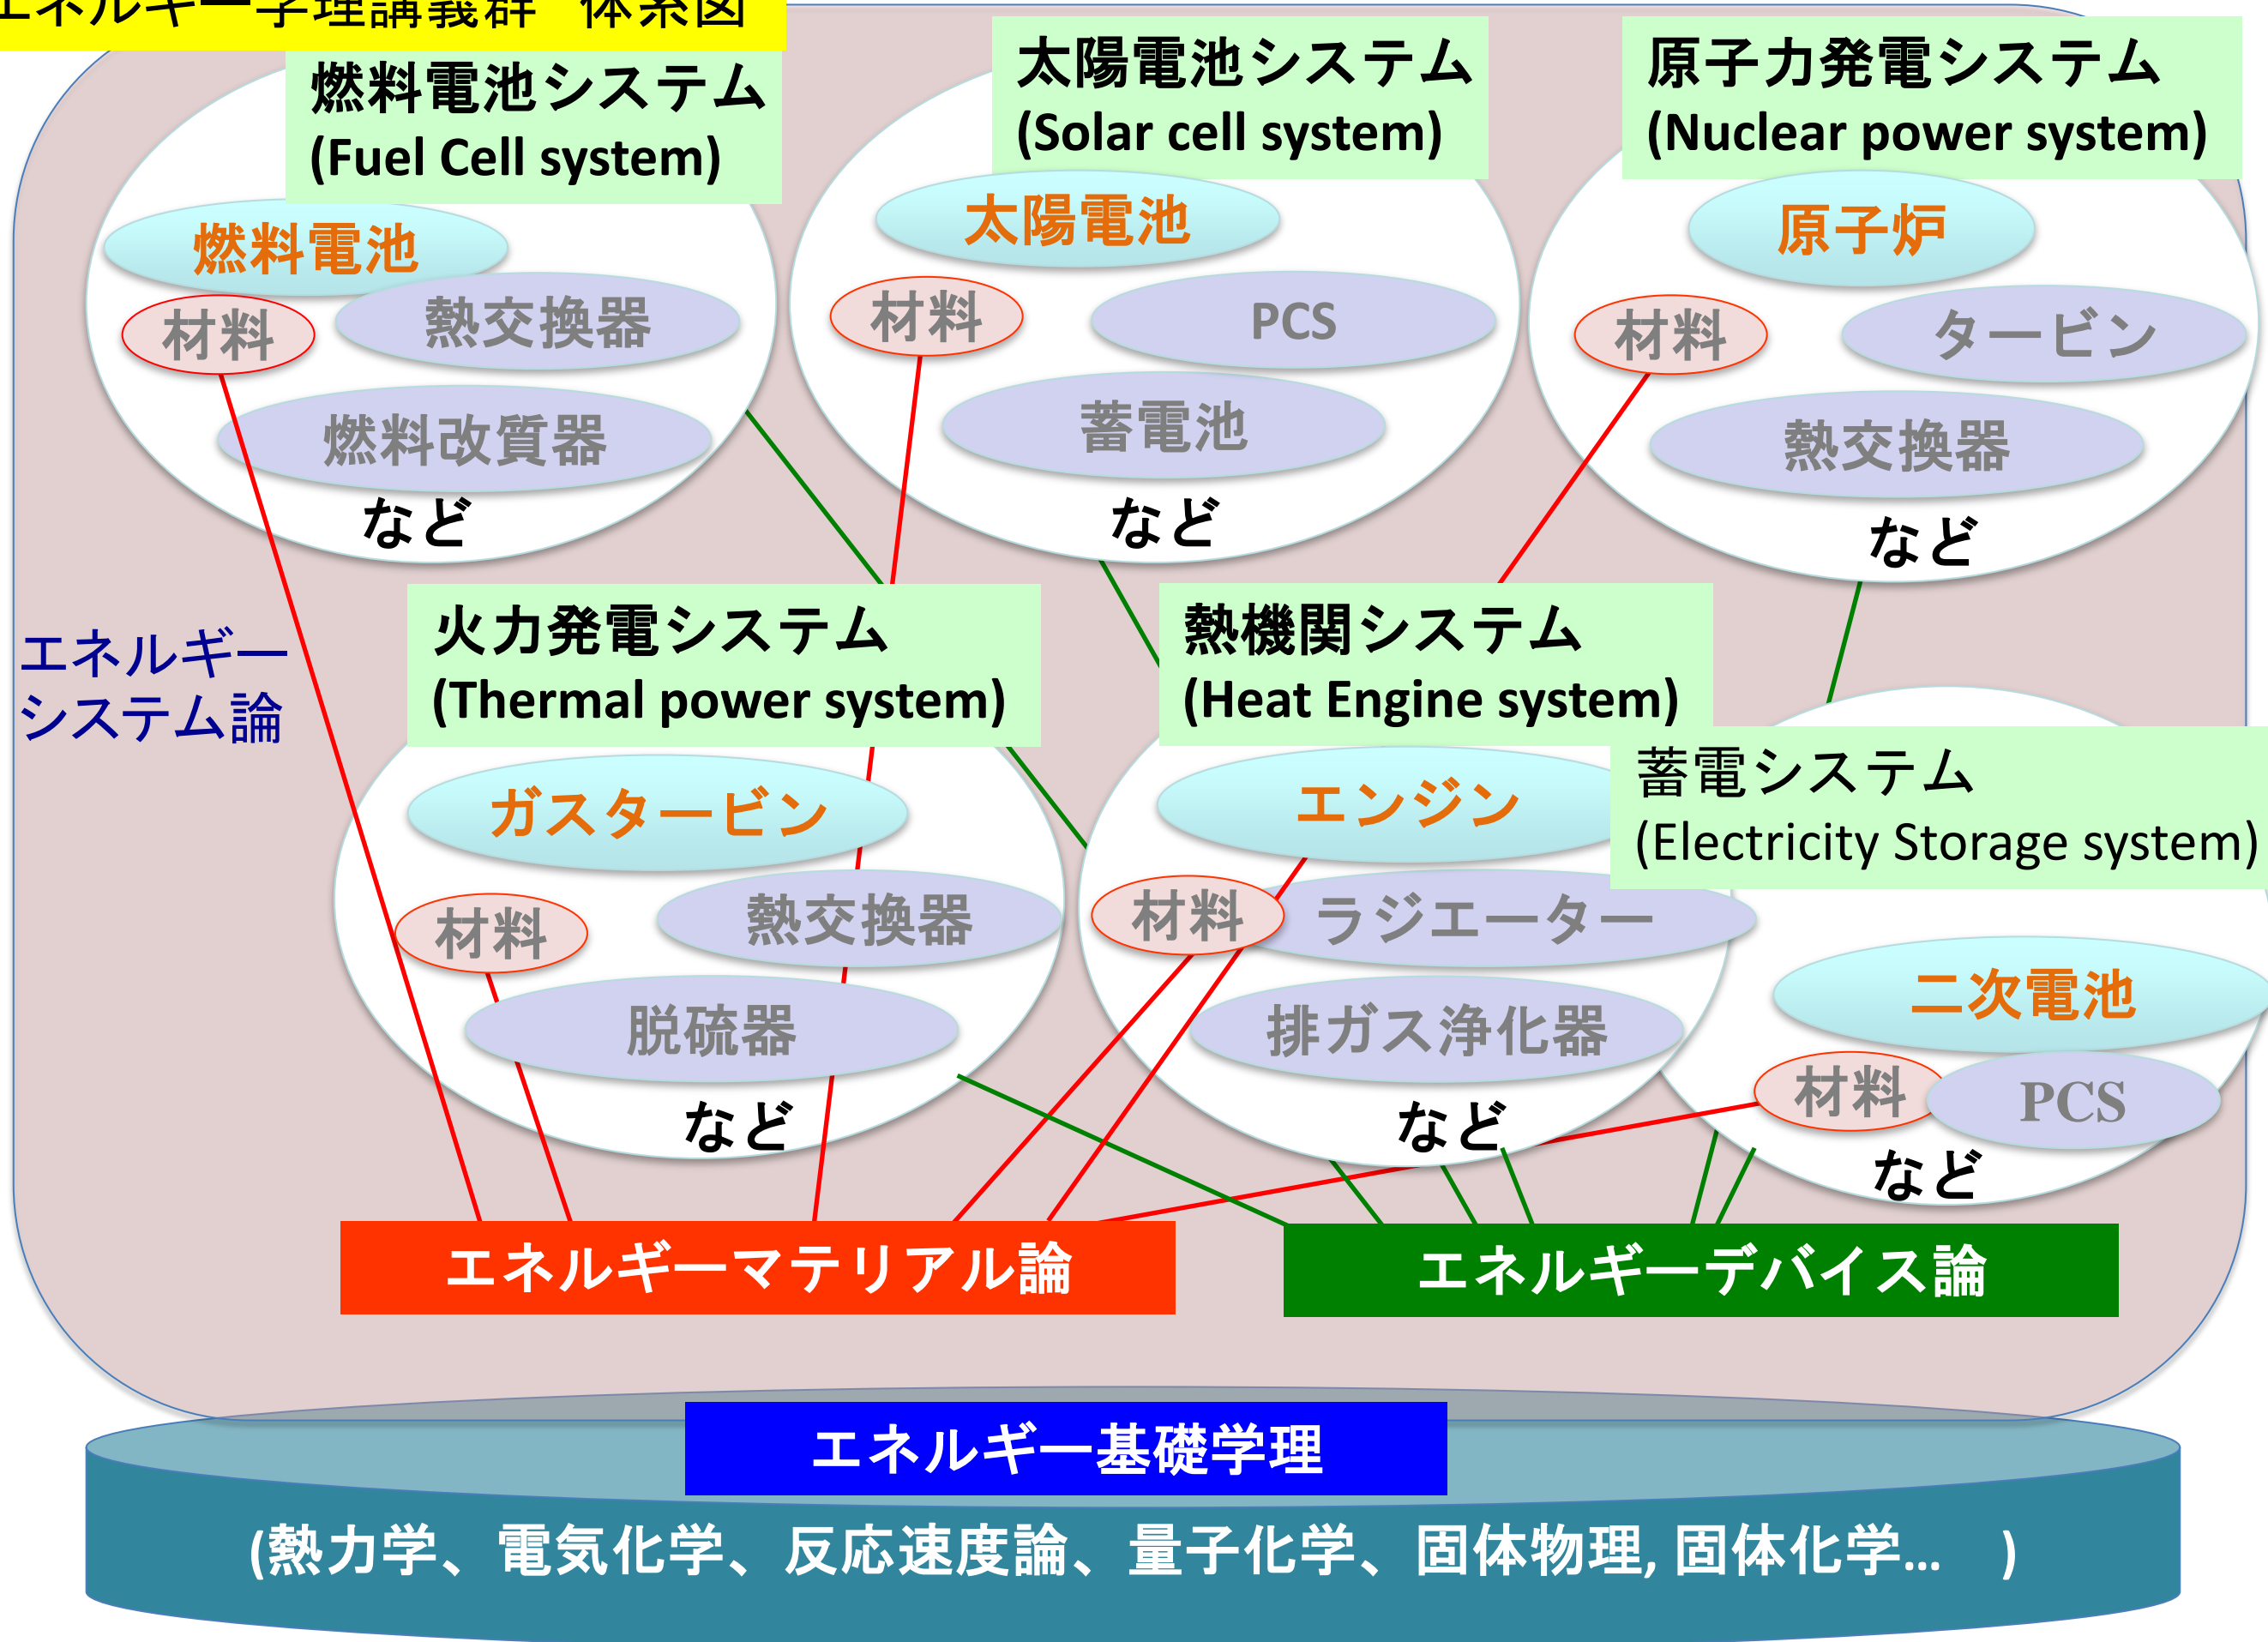 エネルギー学理講義群 体系図
燃料電池システム
(Fuel Cell system)
燃料電池
材料
熱交換器
燃料改質器
など
太陽電池システム
(Solar cell system)
太陽電池
材料
PCS
蓄電池
など
原子力発電システム
(Nuclear power system)
原子炉
材料
タービン
熱交換器
など
エネルギー
システム論
火力発電システム
(Thermal power system)
ガスタービン
材料
熱交換器
脱硫器
など
熱機関システム
(Heat Engine system)
エンジン
材料
ラジエーター
排ガス浄化器
など
蓄電システム
(Electricity Storage system)
二次電池
材料
PCS
など
エネルギーマテリアル論
エネルギーデバイス論
エネルギー基礎学理
(熱力学、電気化学、反応速度論、量子化学、固体物理, 固体化学… )